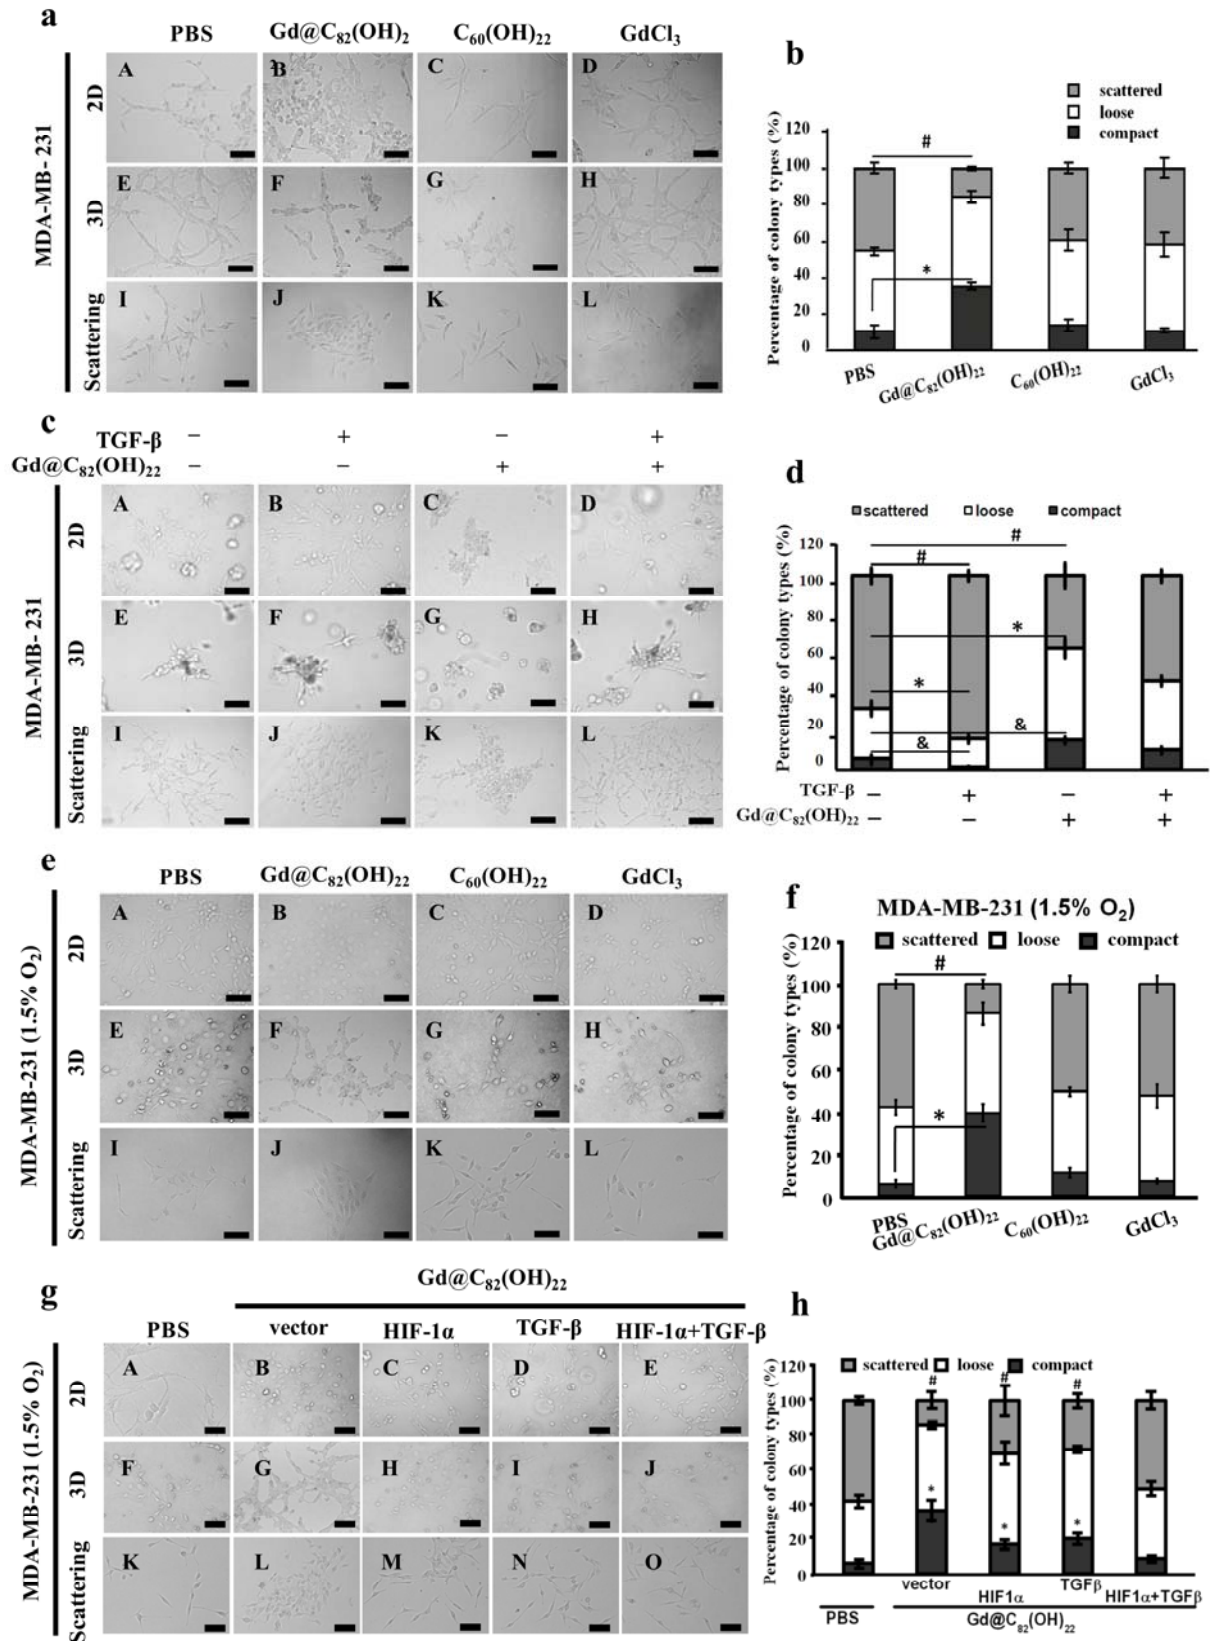 a
PBS
Gd@C82(OH)2
2
C60(OH)22
GdCl3
MDA-MB- 231
2D
A
B
C
D
3D
E
F
G
H
Scattering
I
J
K
L
b
scattered
loose
compact
Percentage of colony types (%)
120
100
80
60
40
20
0
#
*
PBS
Gd@C82(OH)22
C60(OH)22
GdCl3
c
TGF-β − + − +
Gd@C82(OH)22 − − + +
MDA-MB- 231
2D
A
B
C
D
3D
E
F
G
H
Scattering
I
J
K
L
d
scattered loose compact
Percentage of colony types (%)
120
100
80
60
40
20
0
#
#
*
*
&
&
TGF-β − + − +
Gd@C82(OH)22 − − + +
e
PBS
Gd@C82(OH)22
C60(OH)22
GdCl3
MDA-MB-231 (1.5% O2)
2D
A
B
C
D
3D
E
F
G
H
Scattering
I
J
K
L
f
MDA-MB-231 (1.5% O2)
scattered loose compact
Percentage of colony types (%)
120
100
80
60
40
20
0
#
*
PBS
Gd@C82(OH)22
C60(OH)22
GdCl3
g
Gd@C82(OH)22
PBS
vector
HIF-1α
TGF-β
HIF-1α+TGF-β
MDA-MB-231 (1.5% O2)
2D
A
B
C
D
E
3D
F
G
H
I
J
Scattering
K
L
M
N
O
h
scattered loose compact
Percentage of colony types (%)
120
100
80
60
40
20
0
# # #
* * *
vector
HIF1α
TGFβ
HIF1α+TGFβ
PBS
Gd@C82(OH)22